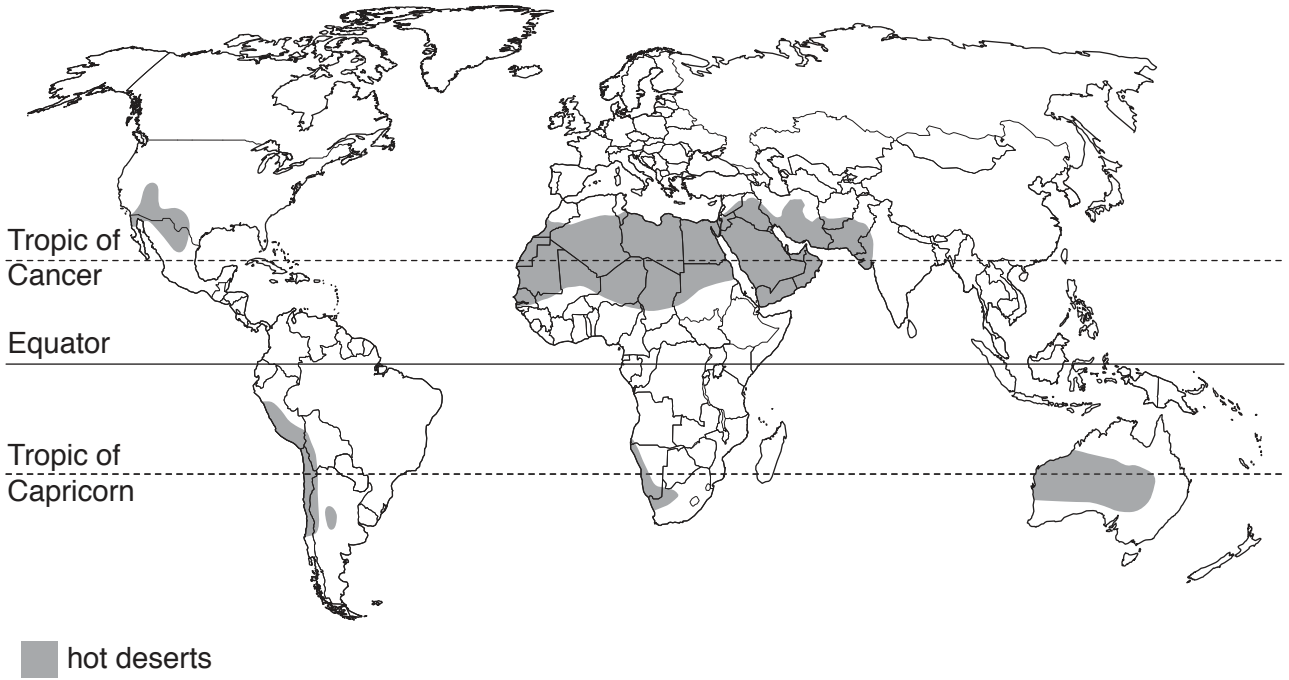 Tropic of
Cancer
Equator
Tropic of
Capricorn
hot deserts